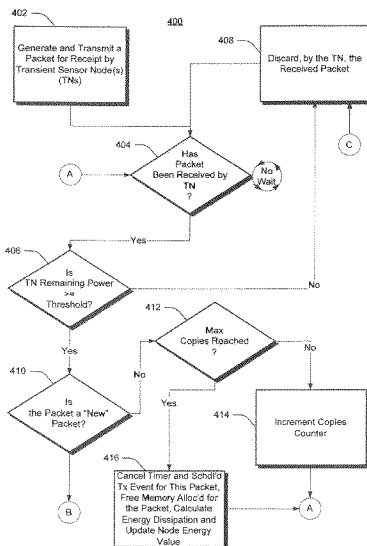 402
400
408
Generate and Transmit a
Packet for Receipt by
Transient Sensor Node(s)
(TNs)
Discard, by the TN, the
Received Packet
404
Has
Packet
Been Received by
TN
?
No
Wait
A
C
Yes
406
Is
TN Remaining Power
>=
Threshold?
No
412
Max
Copies Reached
?
Yes
No
No
410
Is
the Packet a "New"
Packet?
Yes
414
Increment Copies
Counter
416
Cancel Timer and Schdl'd
Tx Event for This Packet,
Free Memory Alloc'd for
the Packet, Calculate
Energy Dissipation and
Update Node Energy
Value
B
A